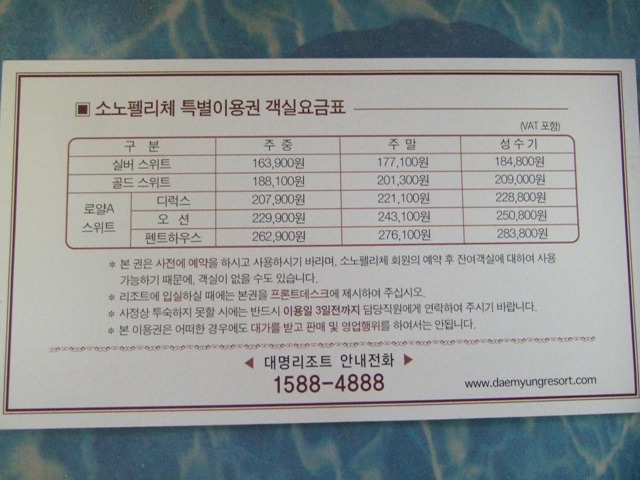 ▣ 소노펠리체 특별이용권 객실요금표
(VAT 포함)
구 분 주 중 주 말 성 수 기
실버 스위트 163,900원 177,100원 184,800원
골드 스위트 188,100원 201,300원 209,000원
로얄A 스위트 디럭스 207,900원 221,100원 228,800원
오 션 229,900원 243,100원 250,800원
펜트하우스 262,900원 276,100원 283,800원
* 본 권은 사전에 예약을 하시고 사용하시기 바라며, 소노펠리체 회원의 예약 후 잔여객실에 대하여 사용
가능하기 때문에, 객실이 없을 수도 있습니다.
* 리조트에 입실하실 때에는 본권을 프론트데스크에 제시하여 주십시오.
* 사정상 투숙하지 못할 시에는 반드시 이용일 3일전까지 담당직원에게 연락하여 주시기 바랍니다.
* 본 이용권은 어떠한 경우에도 대가를 받고 판매 및 영업행위를 하여서는 안됩니다.
◀ 대명리조트 안내전화 ▶
1588-4888
www.daemyungresort.com